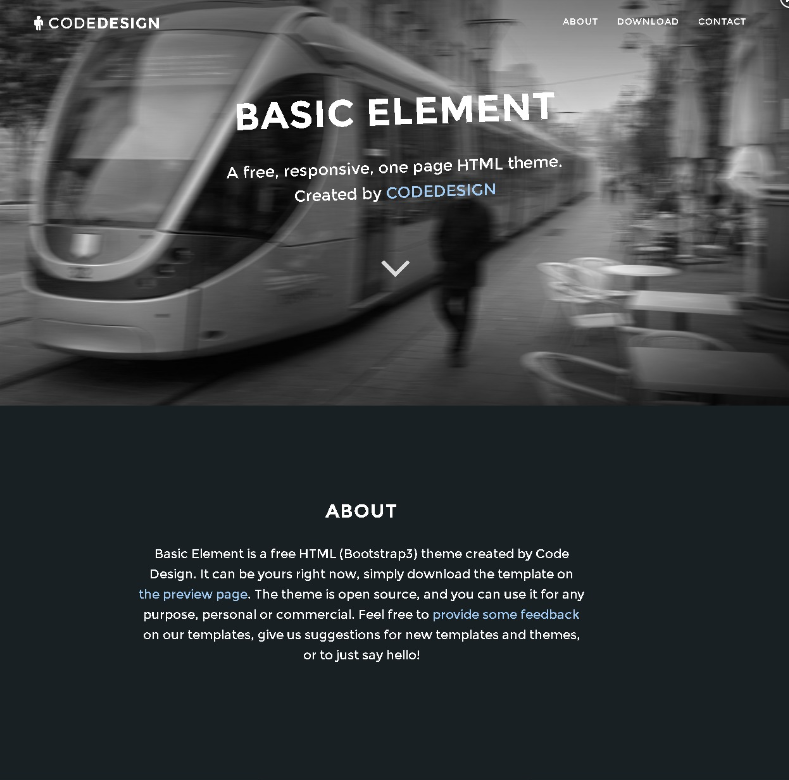 CODEDESIGN
ABOUT DOWNLOAD CONTACT
BASIC ELEMENT
A free, responsive, one page HTML theme.
Created by CODEDESIGN
ABOUT
Basic Element is a free HTML (Bootstrap3) theme created by Code
Design. It can be yours right now, simply download the template on
the preview page. The theme is open source, and you can use it for any
purpose, personal or commercial. Feel free to provide some feedback
on our templates, give us suggestions for new templates and themes,
or to just say hello!